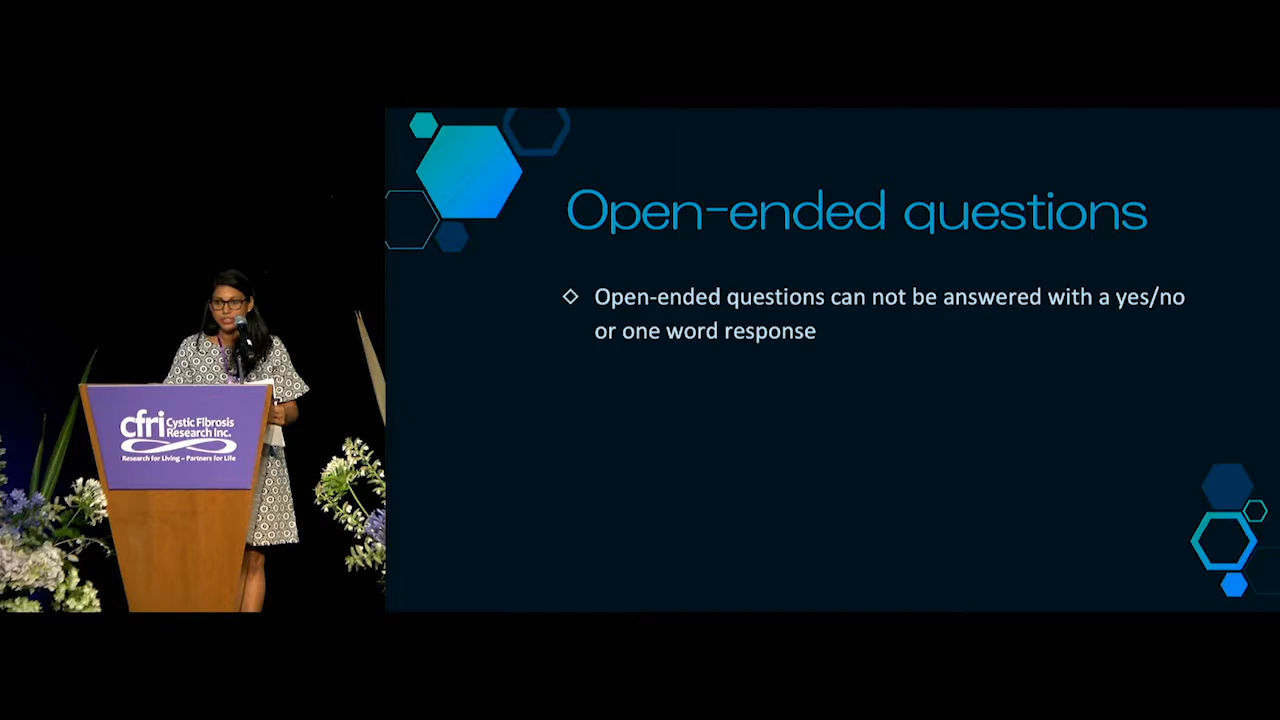 Open-ended questions
Open-ended questions can not be answered with a yes/no
or one word response
cfri Cystic Fibrosis
Research Inc.
Research for Living ~ Partners for Life